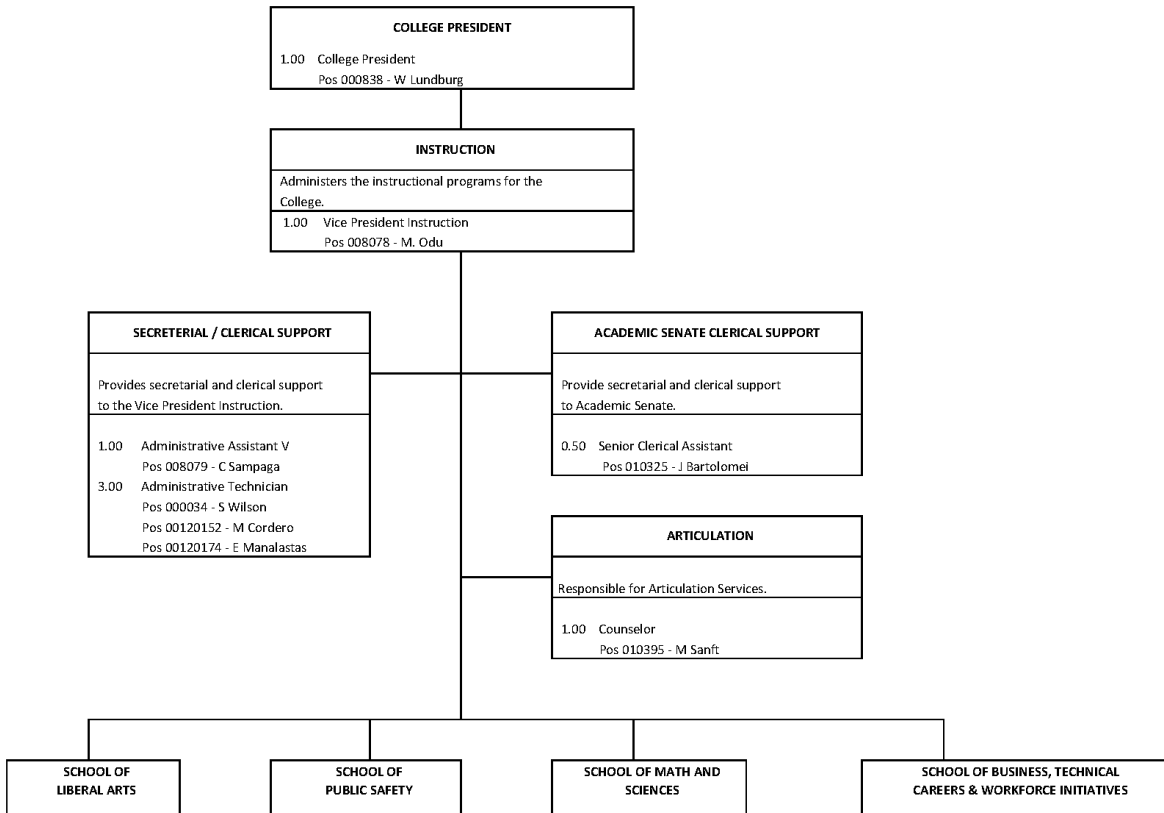 COLLEGE PRESIDENT
1.00 College President
Pos 000838 - W Lundburg
INSTRUCTION
Administers the instructional programs for the
College.
1.00 Vice President Instruction
Pos 008078 - M. Odu
SECRETERIAL / CLERICAL SUPPORT
Provides secretarial and clerical support
to the Vice President Instruction.
1.00 Administrative Assistant V
Pos 008079 - C Sampaga
3.00 Administrative Technician
Pos 000034 - S Wilson
Pos 00120152 - M Cordero
Pos 00120174 - E Manalastas
ACADEMIC SENATE CLERICAL SUPPORT
Provide secretarial and clerical support
to Academic Senate.
0.50 Senior Clerical Assistant
Pos 010325 - J Bartolomei
ARTICULATION
Responsible for Articulation Services.
1.00 Counselor
Pos 010395 - M Sanft
SCHOOL OF
LIBERAL ARTS
SCHOOL OF
PUBLIC SAFETY
SCHOOL OF MATH AND
SCIENCES
SCHOOL OF BUSINESS, TECHNICAL
CAREERS & WORKFORCE INITIATIVES